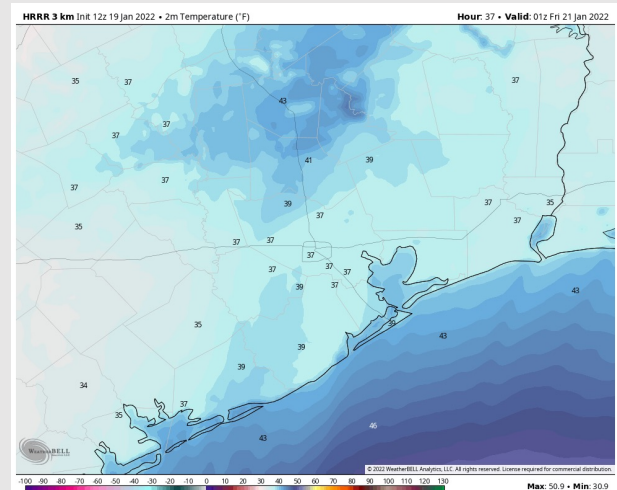 HRRR 3 km Init 12z 19 Jan 2022 • 2m Temperature (°F) Hour: 37 • Valid: 01z Fri 21 Jan 2022
35 37 37
43
37 37
41 39
37
37
39 37 35
37 37
35
37 37
37 37 37
37
39
43
35 39 43
39
39
34
37
35
46
43
WEATHERBELL
© 2022 WeatherBELL Analytics, LLC. All rights reserved. License required for commercial distribution.
-100 -90 -80 -70 -60 -50 -40 -30 -20 -10 0 10 20 30 40 50 60 70 80 90 100 110 120 130
Max: 50.9 • Min: 30.9